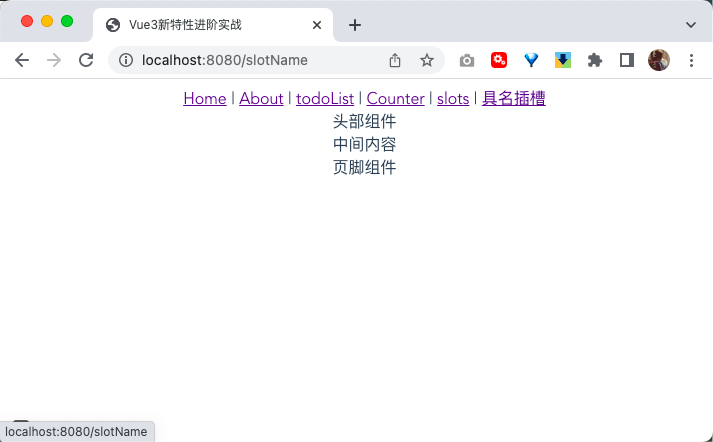 Vue3新特性进阶实战
localhost:8080/slotName
Home | About | todoList | Counter | slots | 具名插槽
头部组件
中间内容
页脚组件
localhost:8080/slotName